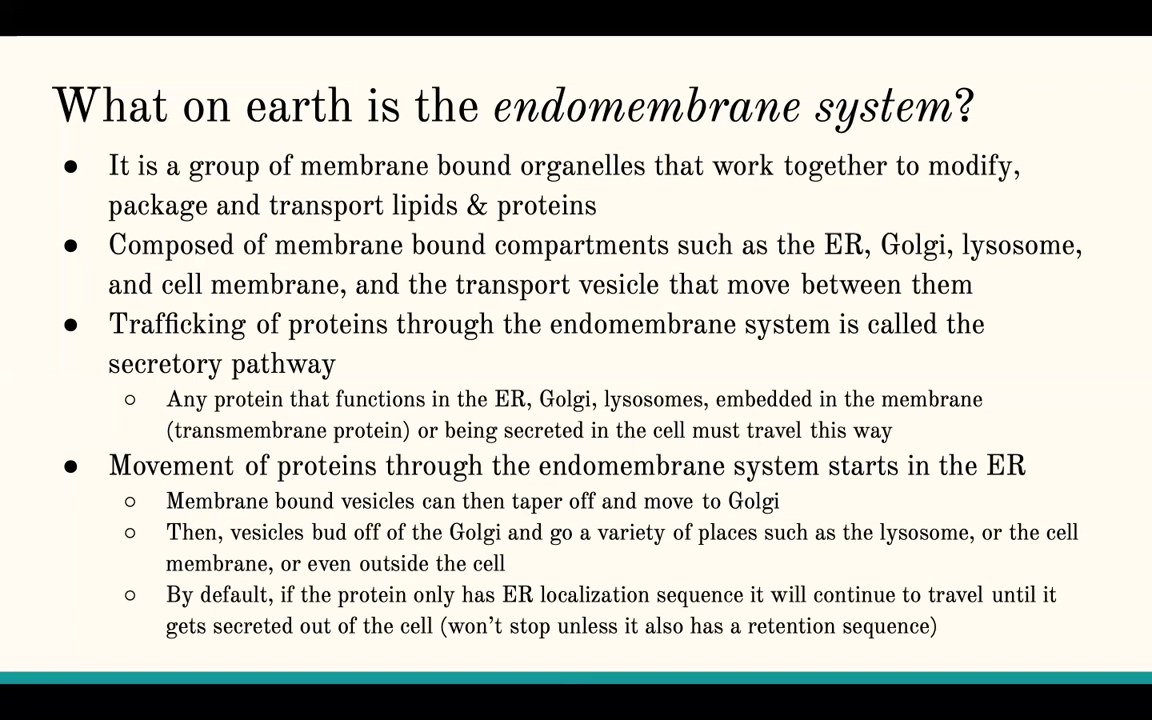 What on earth is the endomembrane system?
● It is a group of membrane bound organelles that work together to modify,
package and transport lipids & proteins
● Composed of membrane bound compartments such as the ER, Golgi, lysosome,
and cell membrane, and the transport vesicle that move between them
● Trafficking of proteins through the endomembrane system is called the
secretory pathway
○ Any protein that functions in the ER, Golgi, lysosomes, embedded in the membrane
(transmembrane protein) or being secreted in the cell must travel this way
● Movement of proteins through the endomembrane system starts in the ER
○ Membrane bound vesicles can then taper off and move to Golgi
○ Then, vesicles bud off of the Golgi and go a variety of places such as the lysosome, or the cell
membrane, or even outside the cell
○ By default, if the protein only has ER localization sequence it will continue to travel until it
gets secreted out of the cell (won't stop unless it also has a retention sequence)